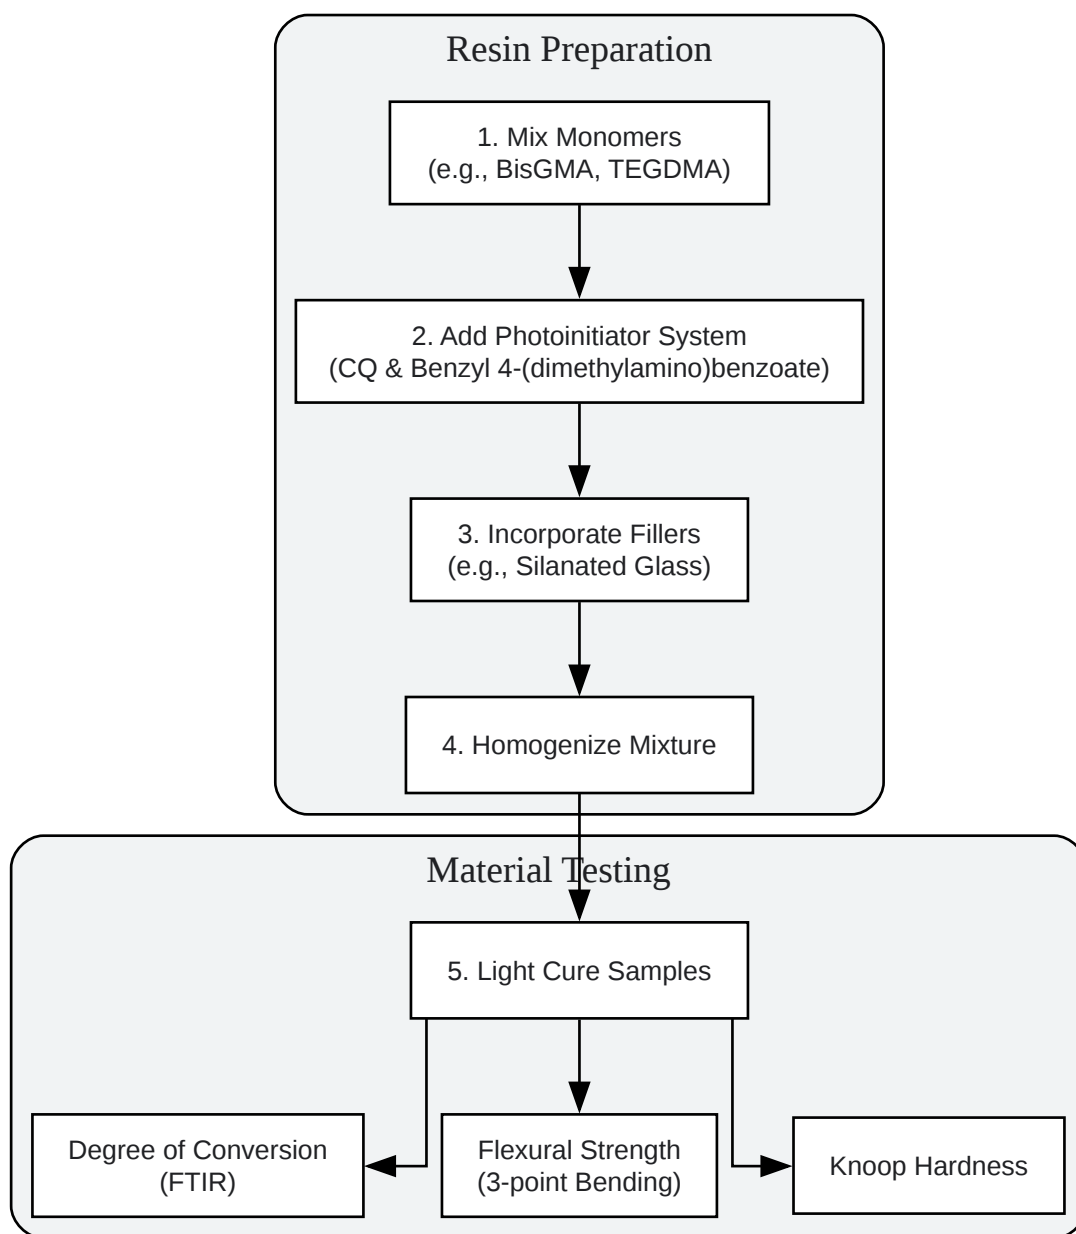 Resin Preparation
1. Mix Monomers
(e.g., BisGMA, TEGDMA)
2. Add Photoinitiator System
(CQ & Benzyl 4-(dimethylamino)benzoate)
3. Incorporate Fillers
(e.g., Silanated Glass)
4. Homogenize Mixture
Material Testing
5. Light Cure Samples
Degree of Conversion
(FTIR)
Flexural Strength
(3-point Bending)
Knoop Hardness